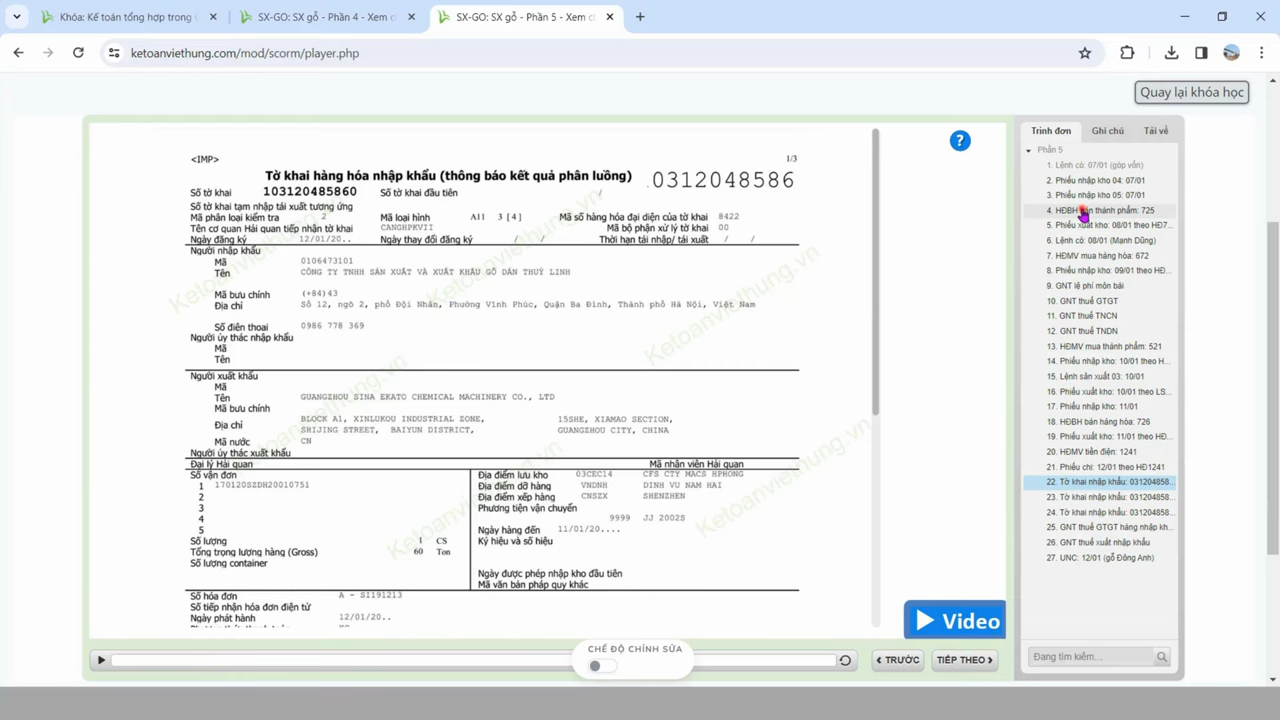 Khóa: Kế toán tổng hợp trong
SX-GO: SX gỗ - Phần 4 - Xem
SX-GO: SX gỗ - Phần 5 - Xem
ketoanviethung.com/mod/scorm/player.php
Quay lại khóa học
<IMP>
1/3
Tờ khai hàng hóa nhập khẩu (thông báo kết quả phân luồng)
.0312048586
Số tờ khai 103120485860 Số tờ khai đầu tiên /
Số tờ khai tạm nhập tái xuất tương ứng
Mã phân loại kiểm tra 2 Mã loại hình A11 3 [4] Mã số hàng hóa đại diện của tờ khai 8422
Tên cơ quan Hải quan tiếp nhận tờ khai CANGHPKVII Mã bộ phận xử lý tờ khai 00
Ngày đăng ký 12/01/20.. Ngày thay đổi đăng ký / / Thời hạn tái nhập/ tái xuất / /
Người nhập khẩu
Mã 0106473101
Tên CÔNG TY TNHH SẢN XUẤT VÀ XUẤT KHẨU GỖ DÁN THUỲ LINH
Mã bưu chính (+84)43
Địa chỉ Số 12, ngõ 2, phố Đội Nhân, Phường Vĩnh Phúc, Quận Ba Đình, Thành phố Hà Nội, Việt Nam
Số điện thoại 0986 778 369
Người ủy thác nhập khẩu
Mã
Tên
Người xuất khẩu
Mã
Tên GUANGZHOU SINA EKATO CHEMICAL MACHINERY CO., LTD
Mã bưu chính
Địa chỉ BLOCK A1, XINLUKOU INDUSTRIAL ZONE, 15SHE, XIAMAO SECTION,
SHIJING STREET, BAIYUN DISTRICT, GUANGZHOU CITY, CHINA
Mã nước CN
Người ủy thác xuất khẩu
Đại lý Hải quan Mã nhân viên Hải quan
Số vận đơn Địa điểm lưu kho 03CEC14 CFS CTY MACS HPHONG
1 170120SZDH20010751 Địa điểm dỡ hàng VNDNH DINH VU NAM HAI
2 Địa điểm xếp hàng CNSZX SHENZHEN
3 Phương tiện vận chuyển
4 9999 JJ 2002S
5 Ngày hàng đến 11/01/20....
Số lượng 1 CS Ký hiệu và số hiệu
Tổng trọng lượng hàng (Gross) 60 Ton
Số lượng container
Ngày được phép nhập kho đầu tiên
Mã văn bản pháp quy khác
Số hóa đơn A - SI191213
Số tiếp nhận hóa đơn điện tử
Ngày phát hành 12/01/20..
Ketoanviethung.vn
Ketoanviethung.vn
Ketoanviethung.vn
Ketoanviethung.vn
Ketoanviethung.vn
Ketoanviethung.vn
?
Video
CHẾ ĐỘ CHỈNH SỬA
TRƯỚC
TIẾP THEO
Trình đơn Ghi chú Tải về
Phần 5
1. Lệnh có: 07/01 (góp vốn)
2. Phiếu nhập kho 04: 07/01
3. Phiếu nhập kho 05: 07/01
4. HĐBH bán thành phẩm: 725
5. Phiếu xuất kho: 08/01 theo HĐ7...
6. Lệnh có: 08/01 (Mạnh Dũng)
7. HĐMV mua hàng hóa: 672
8. Phiếu nhập kho: 09/01 theo HĐ...
9. GNT lệ phí môn bài
10. GNT thuế GTGT
11. GNT thuế TNCN
12. GNT thuế TNDN
13. HĐMV mua thành phẩm: 521
14. Phiếu nhập kho: 10/01 theo H...
15. Lệnh sản xuất 03: 10/01
16. Phiếu xuất kho: 10/01 theo LS...
17. Phiếu nhập kho: 11/01
18. HĐBH bán hàng hóa: 726
19. Phiếu xuất kho: 11/01 theo HĐ...
20. HĐMV tiền điện: 1241
21. Phiếu chi: 12/01 theo HĐ1241
22. Tờ khai nhập khẩu: 031204858...
23. Tờ khai nhập khẩu: 031204858...
24. Tờ khai nhập khẩu: 031204858...
25. GNT thuế GTGT hàng nhập kh...
26. GNT thuế xuất nhập khẩu
27. UNC: 12/01 (gỗ Đông Anh)
Đang tìm kiếm...